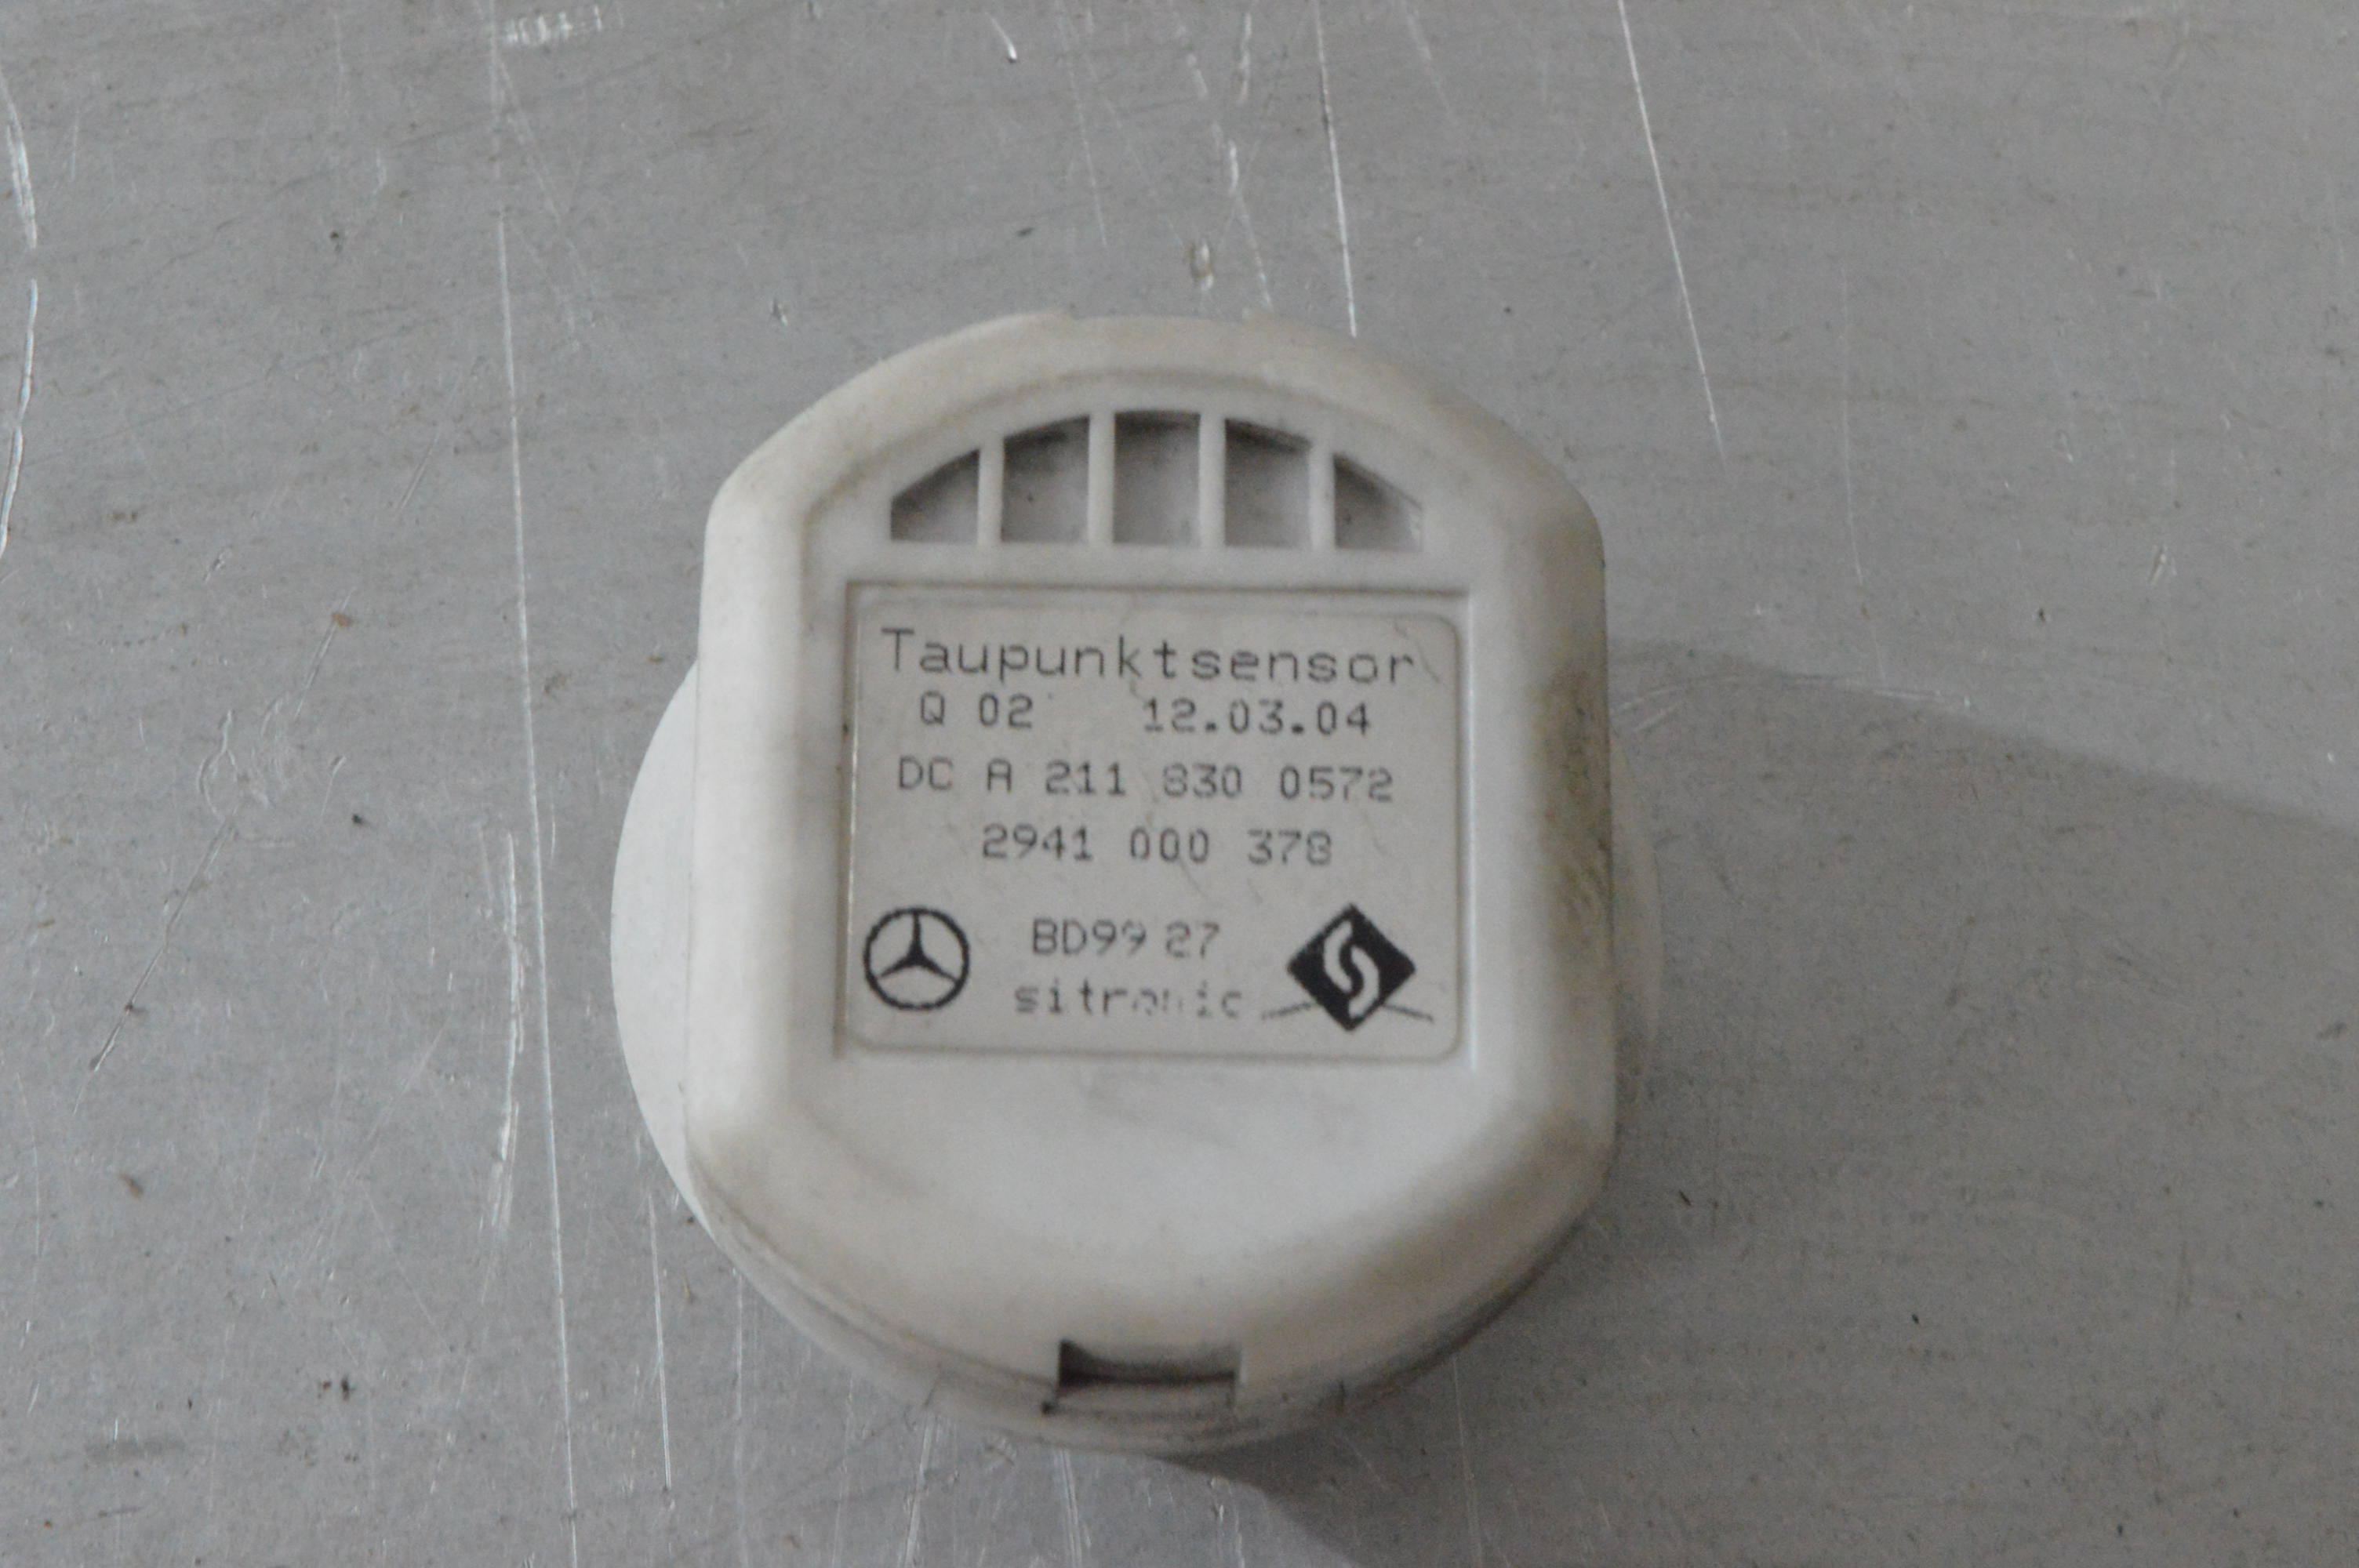 Taupunktsensor
Q 02 12.03.04
DC A 211 830 0572
2941 000 378
BD99 27
sitronic